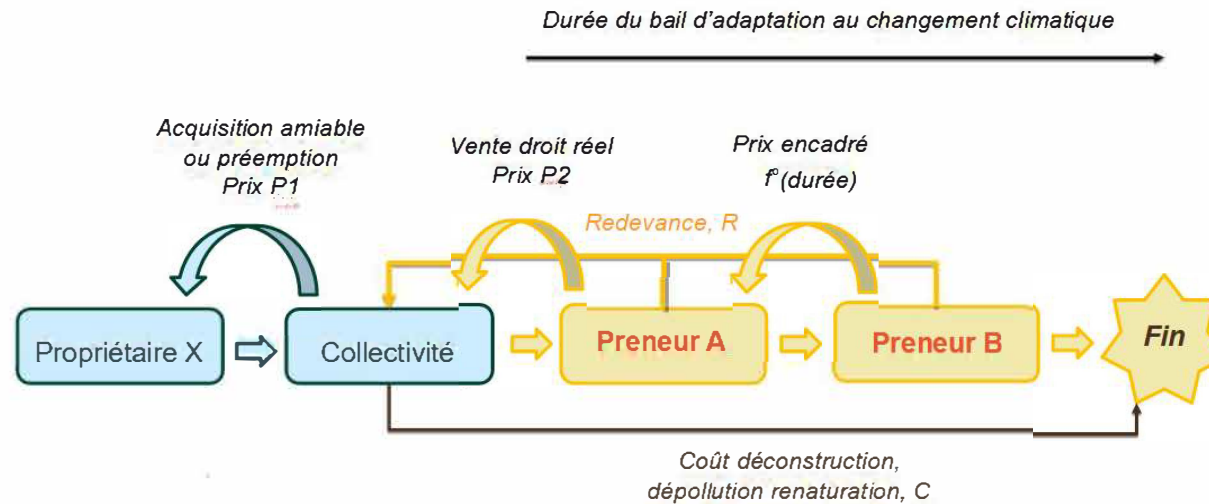 Durée du bail d'adaptation au changement climatique
Acquisition amiable
ou préemption
Prix P1
Vente droit réel
Prix P2
Prix encadré
f°(durée)
Redevance, R
Propriétaire X
Collectivité
Preneur A
Preneur B
Fin
Coût déconstruction,
dépollution renaturation, C